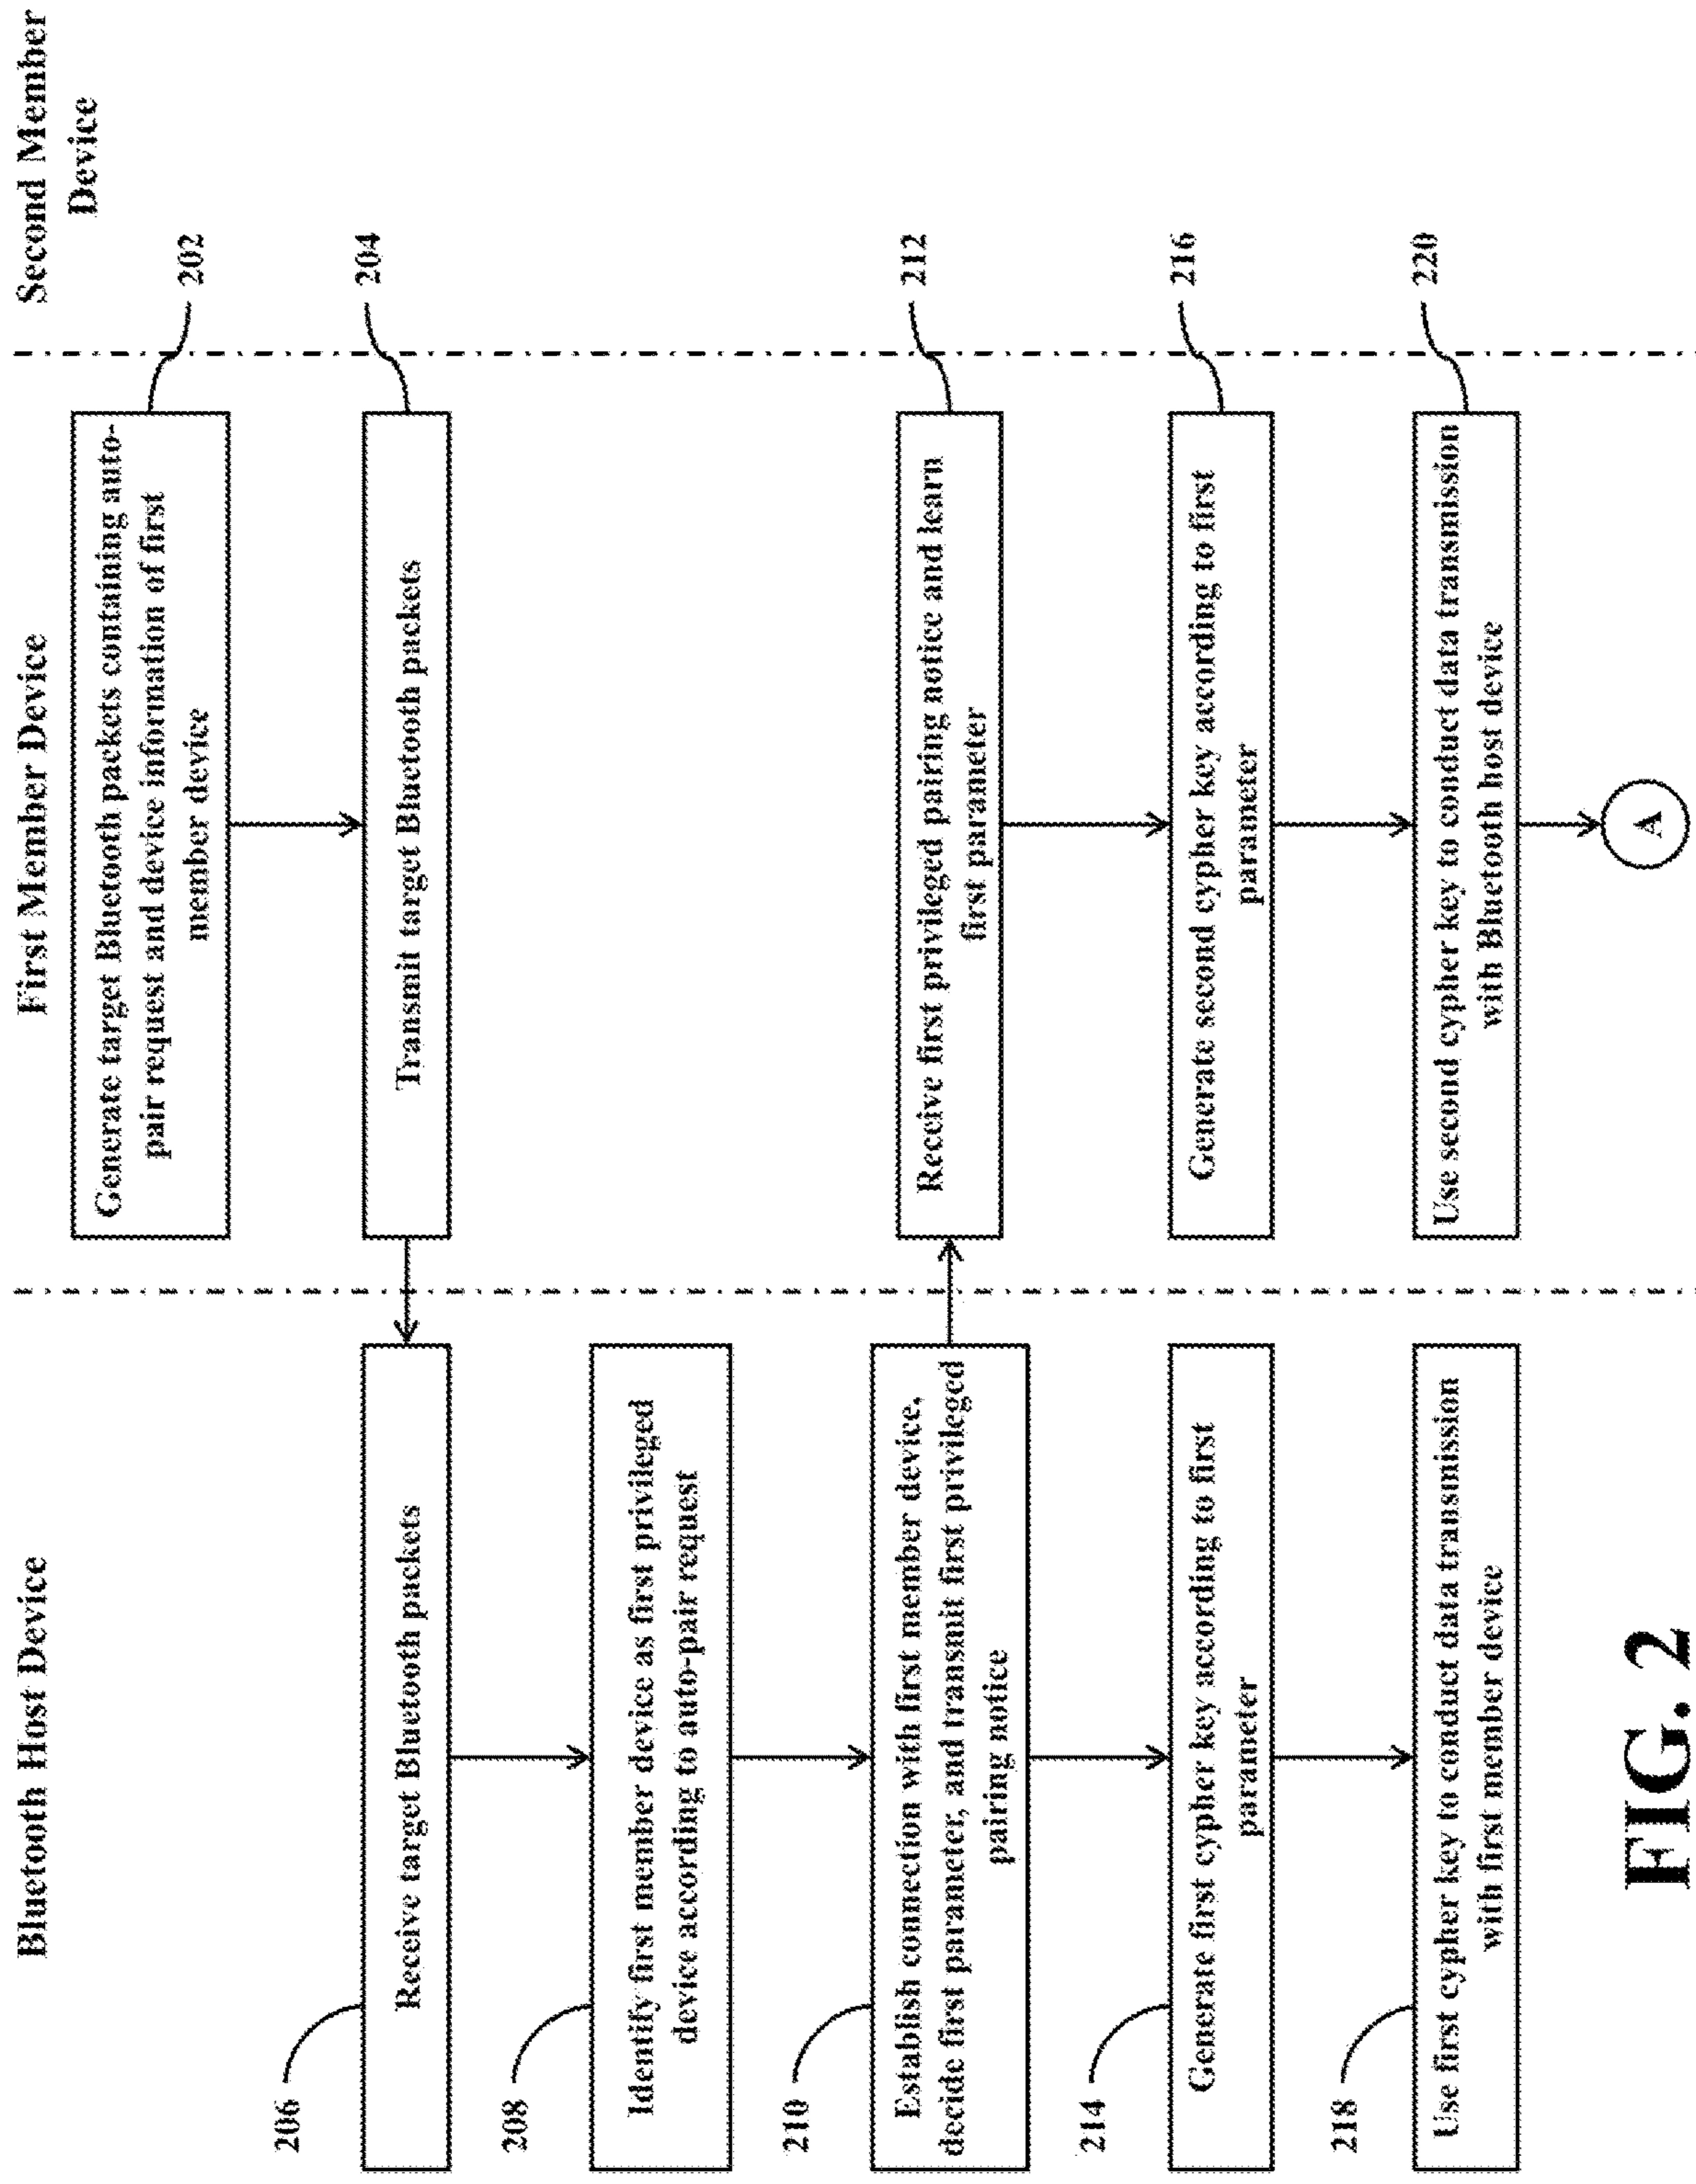 Bluetooth Host Device
First Member Device
Second Member
Device
Generate target Bluetooth packets containing auto-
pair request and device information of first
member device
202
206
Receive target Bluetooth packets
Transmit target Bluetooth packets
204
208
Identify first member device as first privileged
device according to auto-pair request
210
Establish connection with first member device,
decide first parameter, and transmit first privileged
pairing notice
Receive first privileged pairing notice and learn
first parameter
212
214
Generate first cypher key according to first
parameter
Generate second cypher key according to first
parameter
216
218
Use first cypher key to conduct data transmission
with first member device
Use second cypher key to conduct data transmission
with Bluetooth host device
220
A
FIG. 2